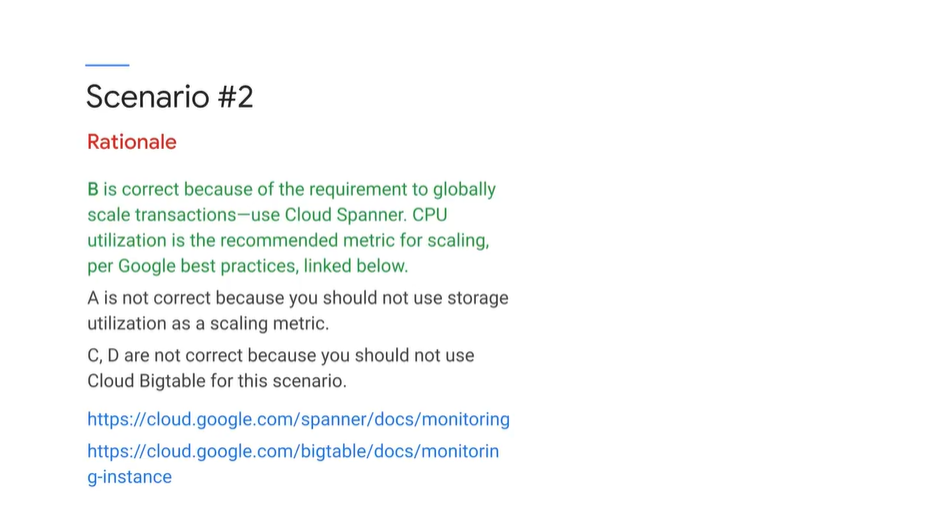 Scenario #2
Rationale
B is correct because of the requirement to globally
scale transactions—use Cloud Spanner. CPU
utilization is the recommended metric for scaling,
per Google best practices, linked below.
A is not correct because you should not use storage
utilization as a scaling metric.
C, D are not correct because you should not use
Cloud Bigtable for this scenario.
https://cloud.google.com/spanner/docs/monitoring
https://cloud.google.com/bigtable/docs/monitorin
g-instance